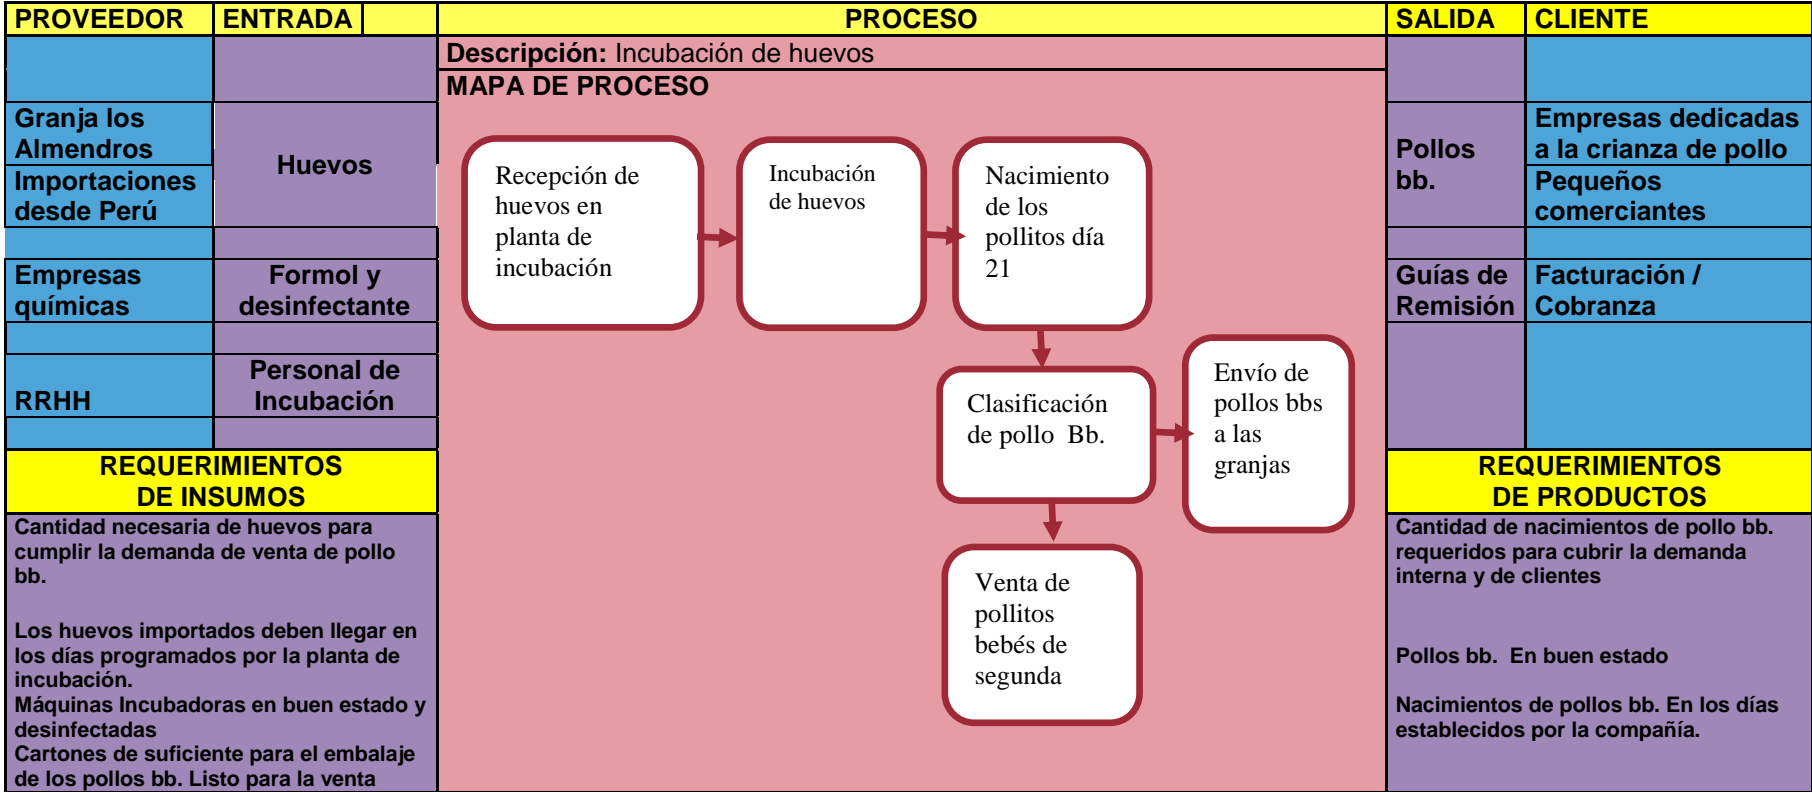 PROVEEDOR
ENTRADA
PROCESO
SALIDA
CLIENTE
Descripción: Incubación de huevos
MAPA DE PROCESO
Granja los
Almendros
Importaciones
desde Perú
Huevos
Empresas
químicas
Formol y
desinfectante
RRHH
Personal de
Incubación
Recepción de
huevos en
planta de
incubación
Incubación
de huevos
Nacimiento
de los
pollitos día
21
Clasificación
de pollo  Bb.
Envío de
pollos bbs
a las
granjas
Venta de
pollitos
bebés de
segunda
Pollos
bb.
Empresas dedicadas
a la crianza de pollo
Pequeños
comerciantes
Guías de
Remisión
Facturación /
Cobranza
REQUERIMIENTOS
DE INSUMOS
Cantidad necesaria de huevos para
cumplir la demanda de venta de pollo
bb.
Los huevos importados deben llegar en
los días programados por la planta de
incubación.
Máquinas Incubadoras en buen estado y
desinfectadas
Cartones de suficiente para el embalaje
de los pollos bb. Listo para la venta
REQUERIMIENTOS
DE PRODUCTOS
Cantidad de nacimientos de pollo bb.
requeridos para cubrir la demanda
interna y de clientes
Pollos bb.  En buen estado
Nacimientos de pollos bb. En los días
establecidos por la compañía.